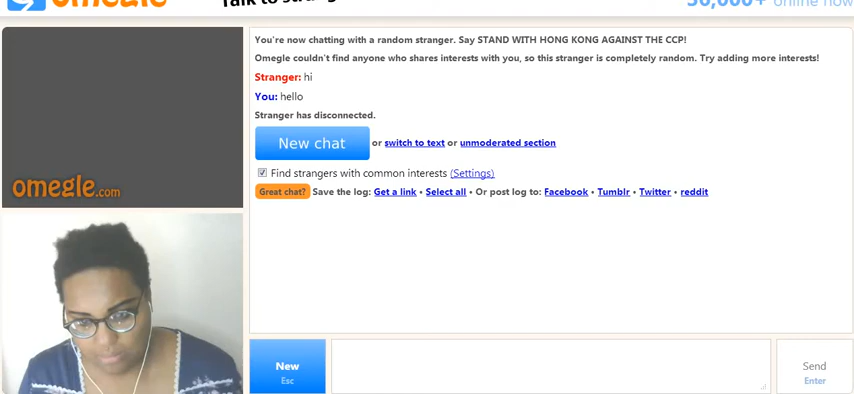 omegle
Talk to strang
30,000+ online now
You're now chatting with a random stranger. Say STAND WITH HONG KONG AGAINST THE CCP!
Omegle couldn't find anyone who shares interests with you, so this stranger is completely random. Try adding more interests!
Stranger: hi
You: hello
Stranger has disconnected.
New chat or switch to text or unmoderated section
Find strangers with common interests (Settings)
Great chat? Save the log: Get a link • Select all • Or post log to: Facebook • Tumblr • Twitter • reddit
omegle.com
New
Esc
Send
Enter